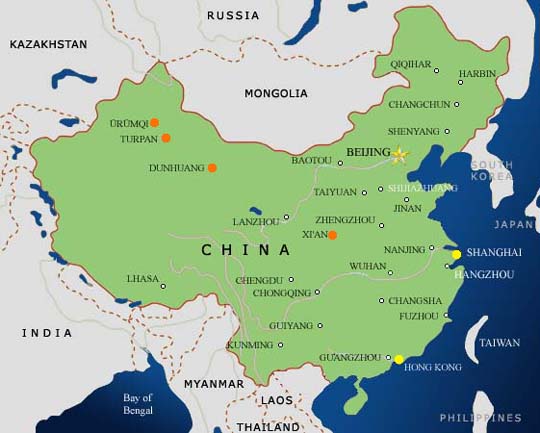 RUSSIA
KAZAKHSTAN
QIQIHAR
HARBIN
MONGOLIA
CHANGCHUN
ÜRÜMQI
TURPAN
SHENYANG
BEIJING
BAOTOU
DUNHUANG
SOUTH
KOREA
TAIYUAN
SHIJIAZHUANG
JINAN
LANZHOU
ZHENGZHOU
JAPAN
XI'AN
CHINA
NANJING
SHANGHAI
WUHAN
HANGZHOU
LHASA
CHENGDU
CHONGQING
CHANGSHA
FUZHOU
GUIYANG
INDIA
KUNMING
TAIWAN
GUANGZHOU
HONG KONG
MYANMAR
Bay of
Bengal
LAOS
PHILIPPINES
THAILAND